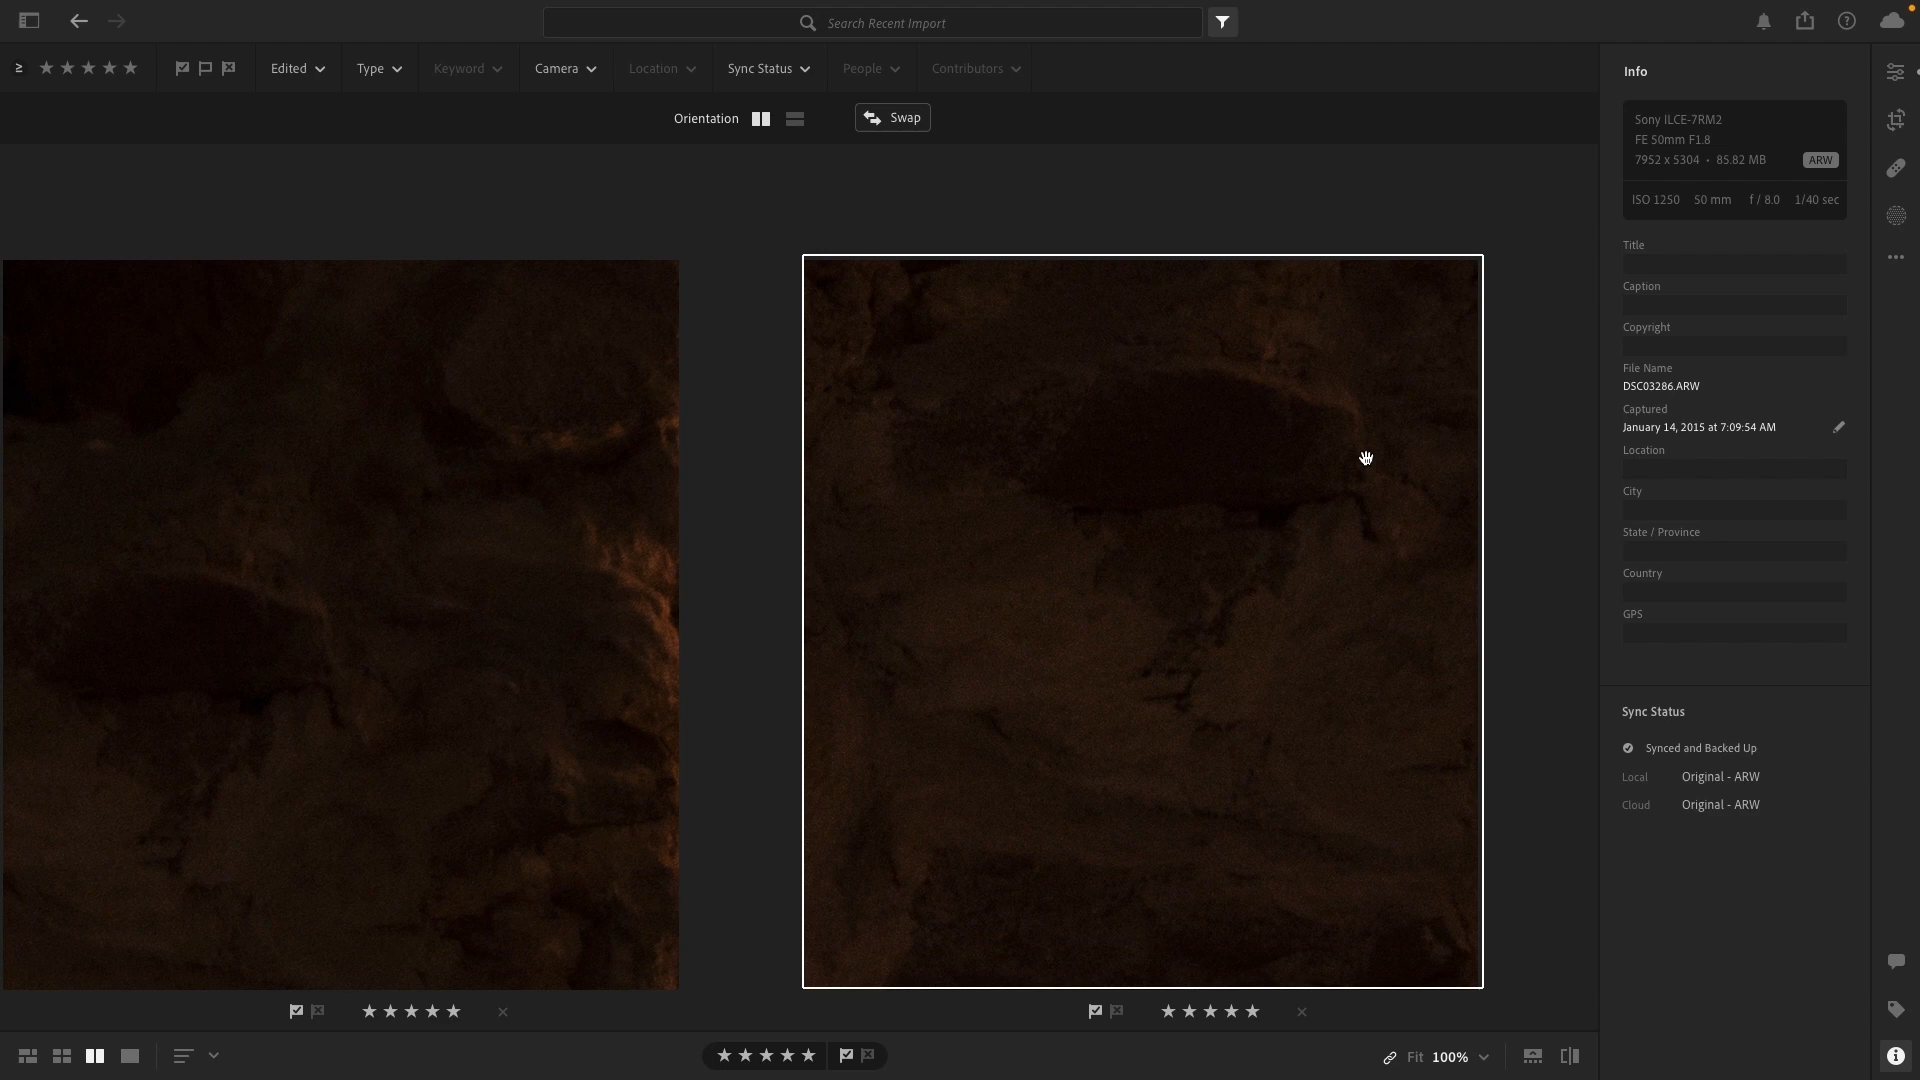 Search Recent Import
≥
Edited
Type
Keyword
Camera
Location
Sync Status
People
Contributors
Orientation
Swap
Info
Sony ILCE-7RM2
FE 50mm F1.8
7952 x 5304 • 85.82 MB ARW
ISO 1250 50 mm f / 8.0 1/40 sec
Title
Caption
Copyright
File Name
DSC03286.ARW
Captured
January 14, 2015 at 7:09:54 AM
Location
City
State / Province
Country
GPS
Sync Status
Synced and Backed Up
Local Original - ARW
Cloud Original - ARW
Fit 100%